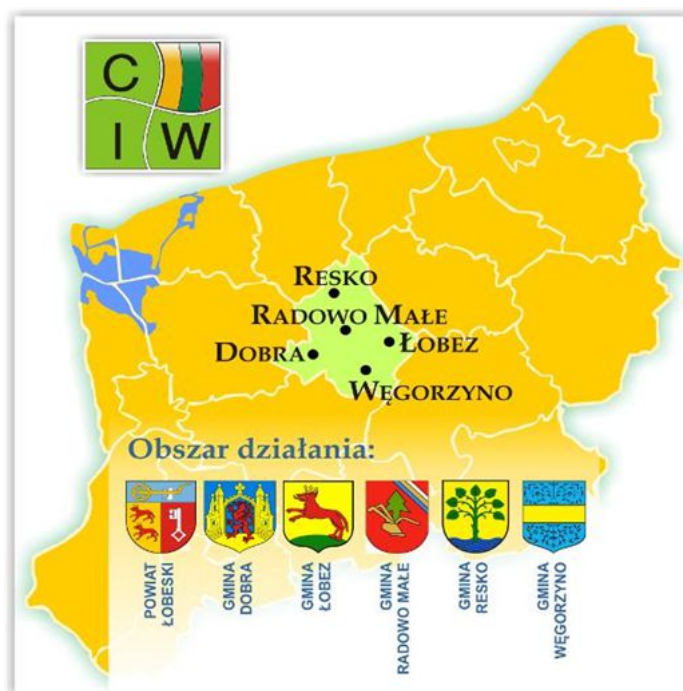 C
I W
RESKO
RADOWO MAŁE
DOBRA
ŁOBEZ
WĘGORZYNO
Obszar działania:
POWIAT
ŁOBESKI
GMINA
DOBRA
GMINA
ŁOBEZ
GMINA
RADOWO MAŁE
GMINA
RESKO
GMINA
WĘGORZYNO